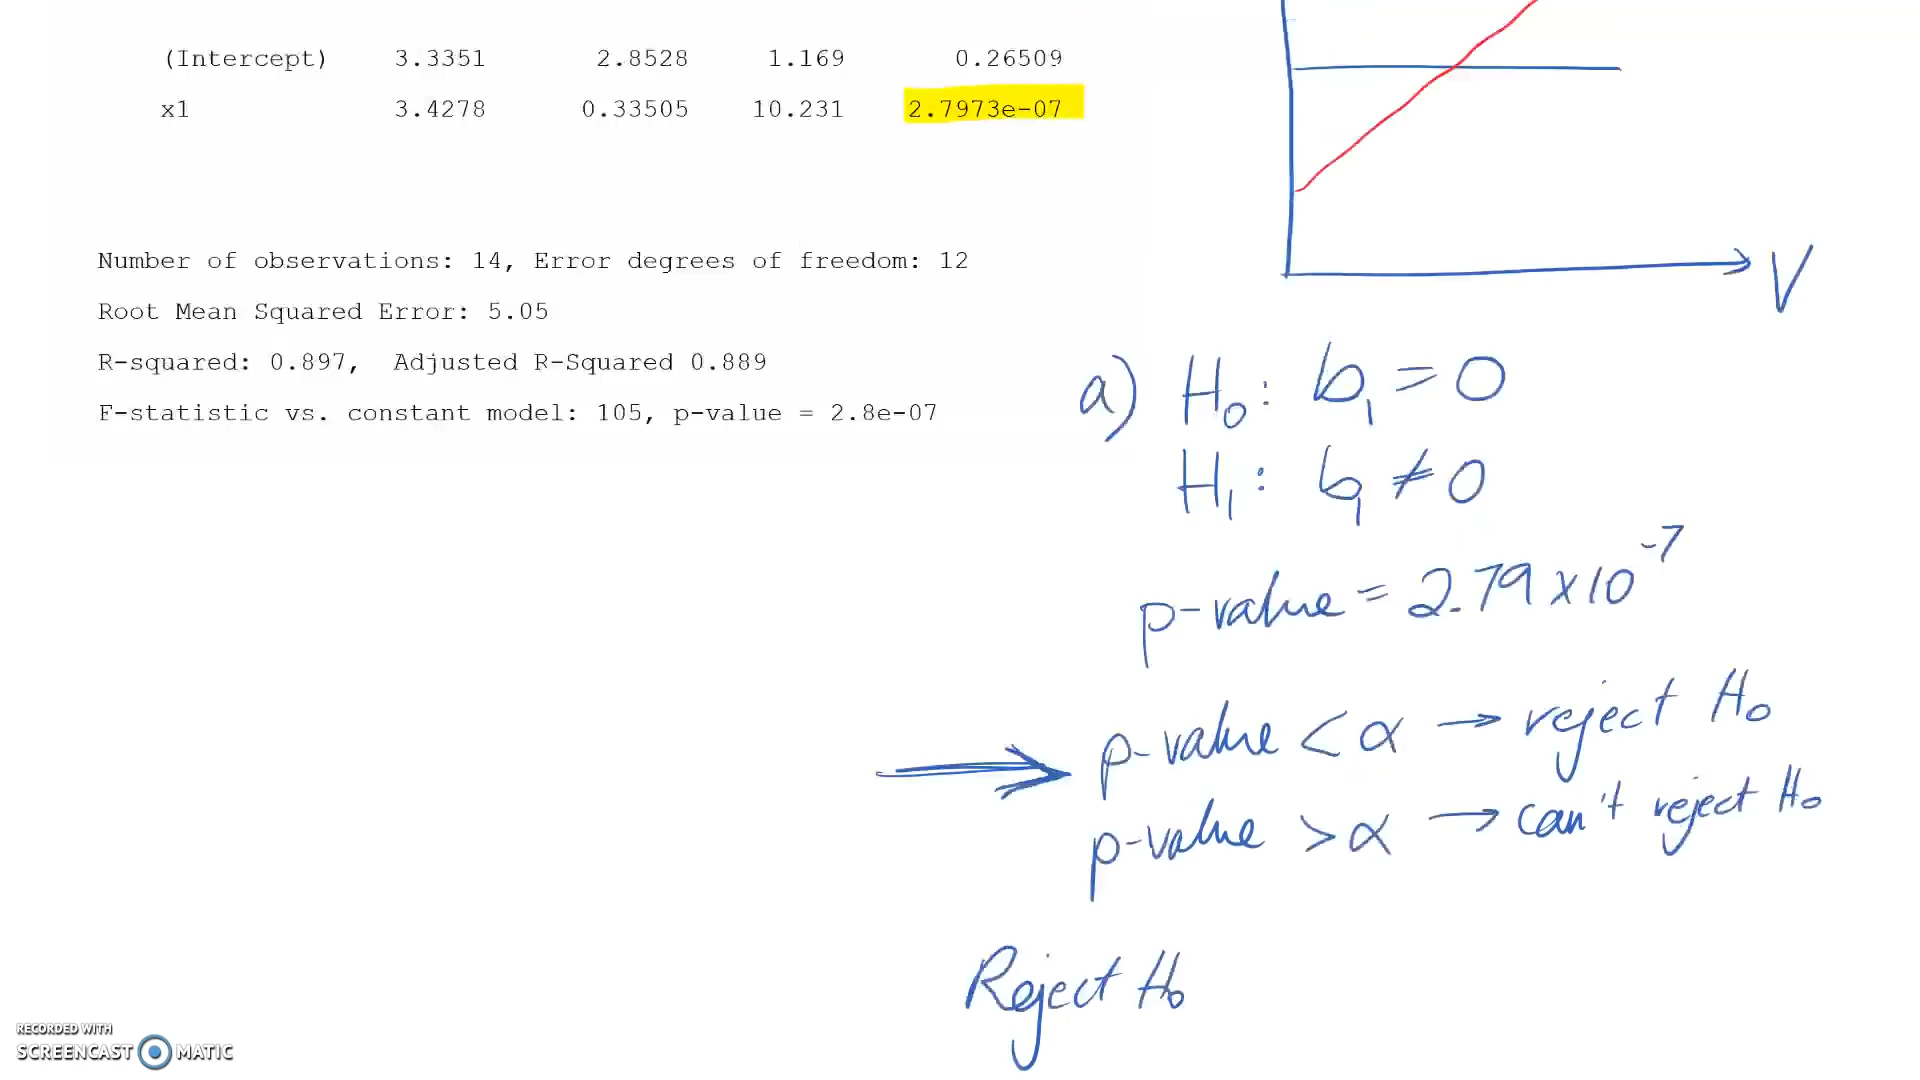 (Intercept) 3.3351 2.8528 1.169 0.26509
x1 3.4278 0.33505 10.231 2.7973e-07
Number of observations: 14, Error degrees of freedom: 12
Root Mean Squared Error: 5.05
R-squared: 0.897, Adjusted R-Squared 0.889
F-statistic vs. constant model: 105, p-value = 2.8e-07
V
a) H₀: b₁ = 0
H₁: b₁ ≠ 0
p-value = 2.79 x 10⁻⁷
p-value < α → reject H₀
p-value > α → can't reject H₀
Reject H₀
RECORDED WITH
SCREENCAST MATIC